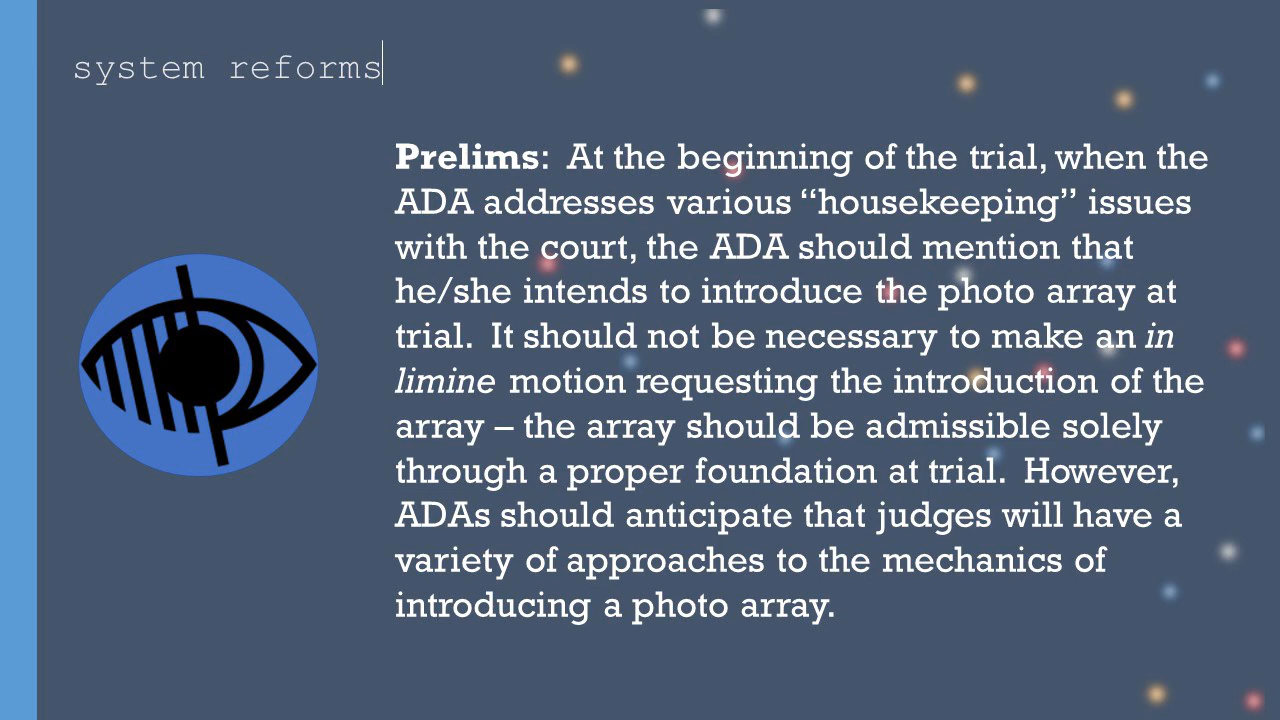 system reforms
Prelims:  At the beginning of the trial, when the
ADA addresses various “housekeeping” issues
with the court, the ADA should mention that
he/she intends to introduce the photo array at
trial.  It should not be necessary to make an in
limine motion requesting the introduction of the
array – the array should be admissible solely
through a proper foundation at trial.  However,
ADAs should anticipate that judges will have a
variety of approaches to the mechanics of
introducing a photo array.